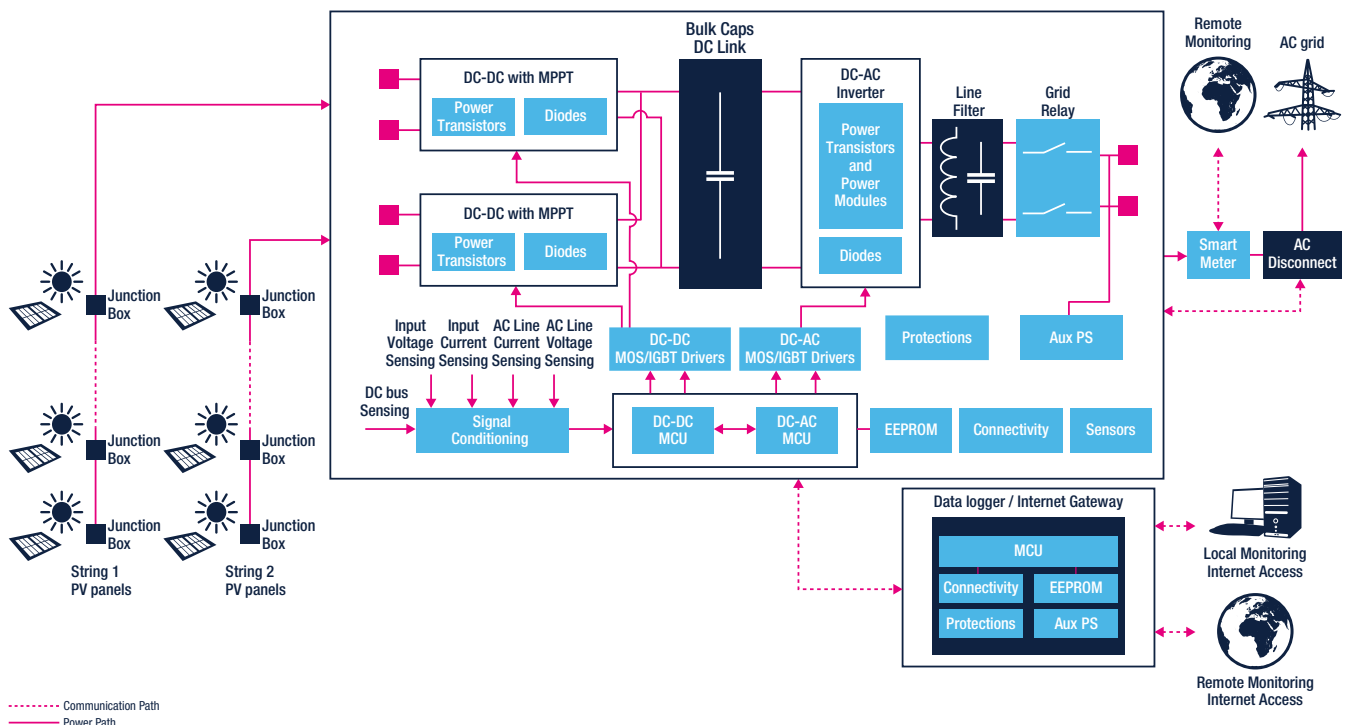 Bulk Caps
DC Link
Remote
Monitoring
AC grid
DC-DC with MPPT
Power
Transistors
Diodes
DC-AC
Inverter
Power
Transistors
and
Power
Modules
Diodes
Line
Filter
Grid
Relay
DC-DC with MPPT
Power
Transistors
Diodes
Smart
Meter
AC
Disconnect
Junction
Box
Junction
Box
Input
Voltage
Sensing
Input
Current
Sensing
AC Line
Current
Sensing
AC Line
Voltage
Sensing
DC-DC
MOS/IGBT Drivers
DC-AC
MOS/IGBT Drivers
Protections
Aux PS
DC bus
Sensing
Signal
Conditioning
DC-DC
MCU
DC-AC
MCU
EEPROM
Connectivity
Sensors
Junction
Box
Junction
Box
Junction
Box
Junction
Box
String 1
PV panels
String 2
PV panels
Data logger / Internet Gateway
MCU
Connectivity
EEPROM
Protections
Aux PS
Local Monitoring
Internet Access
Remote Monitoring
Internet Access
Communication Path
Power Path